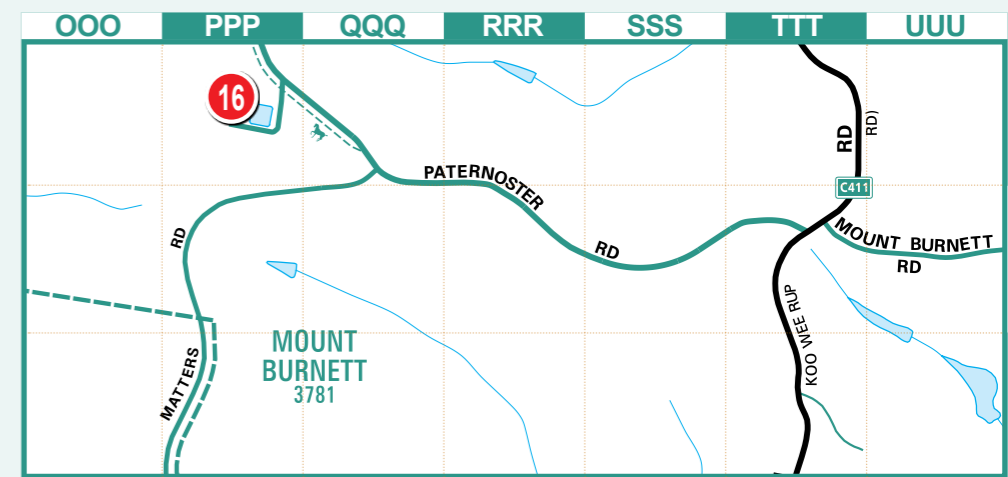 OOO PPP QQQ RRR SSS TTT UUU
16
RD
RD)
PATERNOSTER
C411
RD
MOUNT BURNETT
RD
RD
KOO WEE RUP
MOUNT
BURNETT
3781
MATTERS